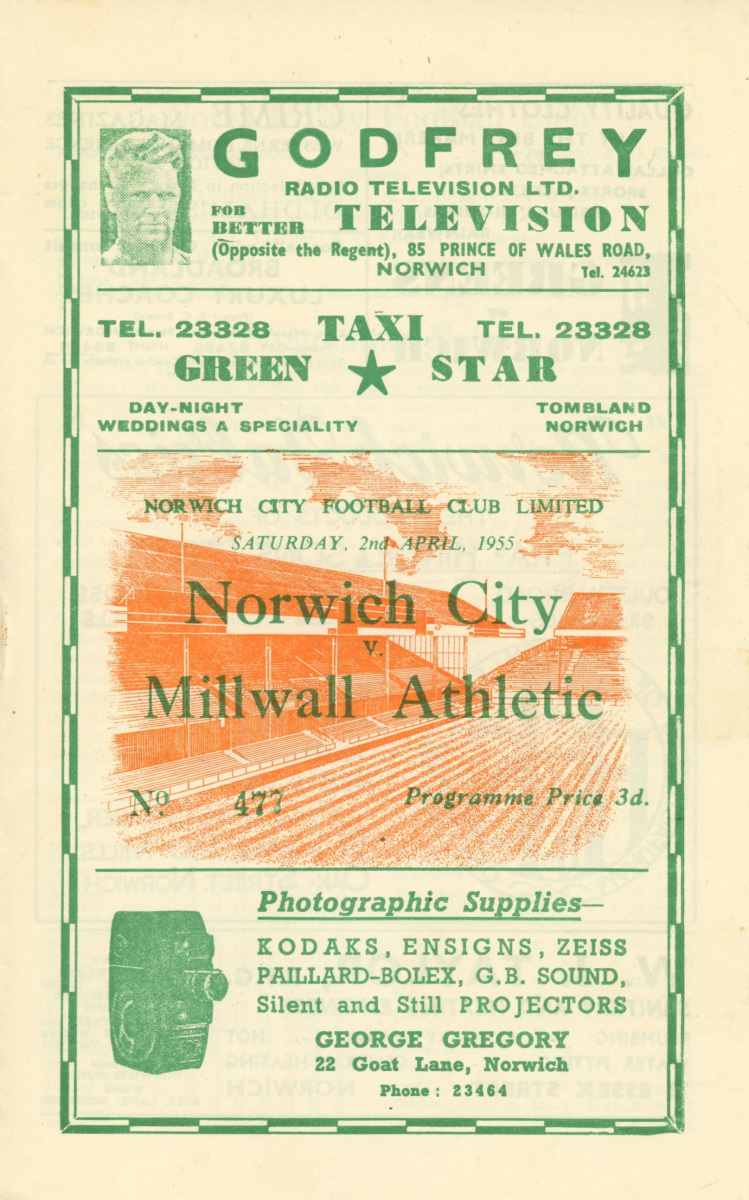 GODFREY
RADIO TELEVISION LTD.
FOR BETTER TELEVISION
(Opposite the Regent), 85 PRINCE OF WALES ROAD,
NORWICH Tel. 24623
TEL. 23328 TAXI TEL. 23328
GREEN ★ STAR
DAY-NIGHT TOMBLAND
WEDDINGS A SPECIALITY NORWICH
NORWICH CITY FOOTBALL CLUB LIMITED
SATURDAY, 2nd APRIL, 1955
Norwich City
v.
Millwall Athletic
No. 477 Programme Price 3d.
Photographic Supplies—
KODAKS, ENSIGNS, ZEISS
PAILLARD-BOLEX, G.B. SOUND,
Silent and Still PROJECTORS
GEORGE GREGORY
22 Goat Lane, Norwich
Phone : 23464